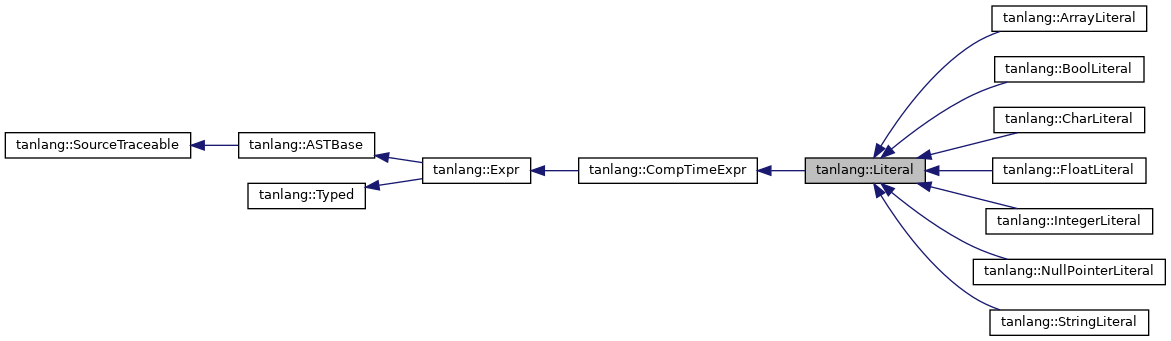 tanlang::SourceTraceable
tanlang::ASTBase
tanlang::Typed
tanlang::Expr
tanlang::CompTimeExpr
tanlang::Literal
tanlang::ArrayLiteral
tanlang::BoolLiteral
tanlang::CharLiteral
tanlang::FloatLiteral
tanlang::IntegerLiteral
tanlang::NullPointerLiteral
tanlang::StringLiteral